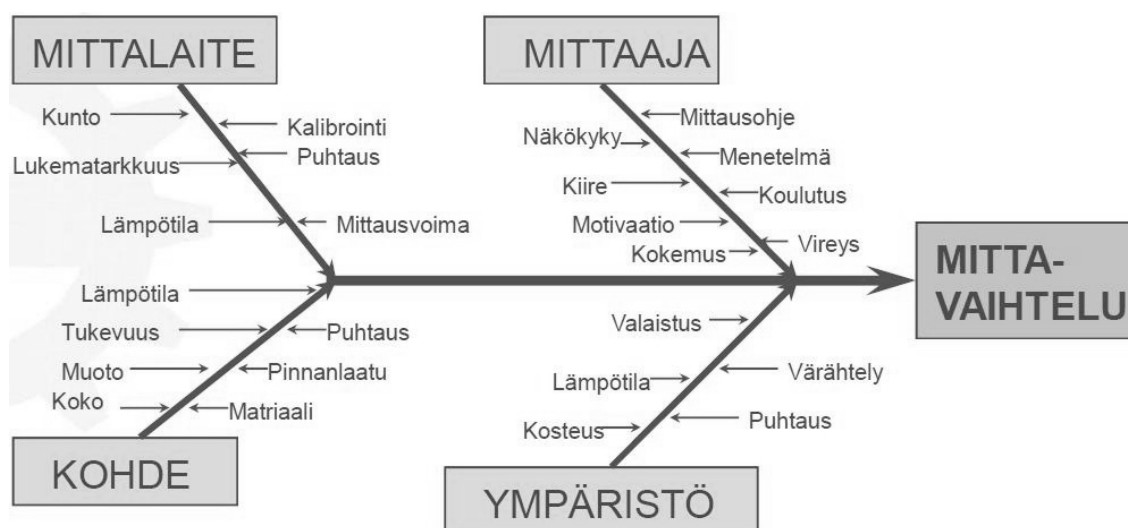 MITTALAITE
Kunto
Kalibrointi
Puhtaus
Lukematarkkuus
Lämpötila
Mittausvoima
MITTAAJA
Mittausohje
Näkökyky
Menetelmä
Kiire
Koulutus
Motivaatio
Vireys
Kokemus
MITTA-
VAIHTELU
Lämpötila
Tukevuus
Puhtaus
Muoto
Pinnanlaatu
Koko
Matriaali
KOHDE
Valaistus
Värähtely
Lämpötila
Puhtaus
Kosteus
YMPÄRISTÖ